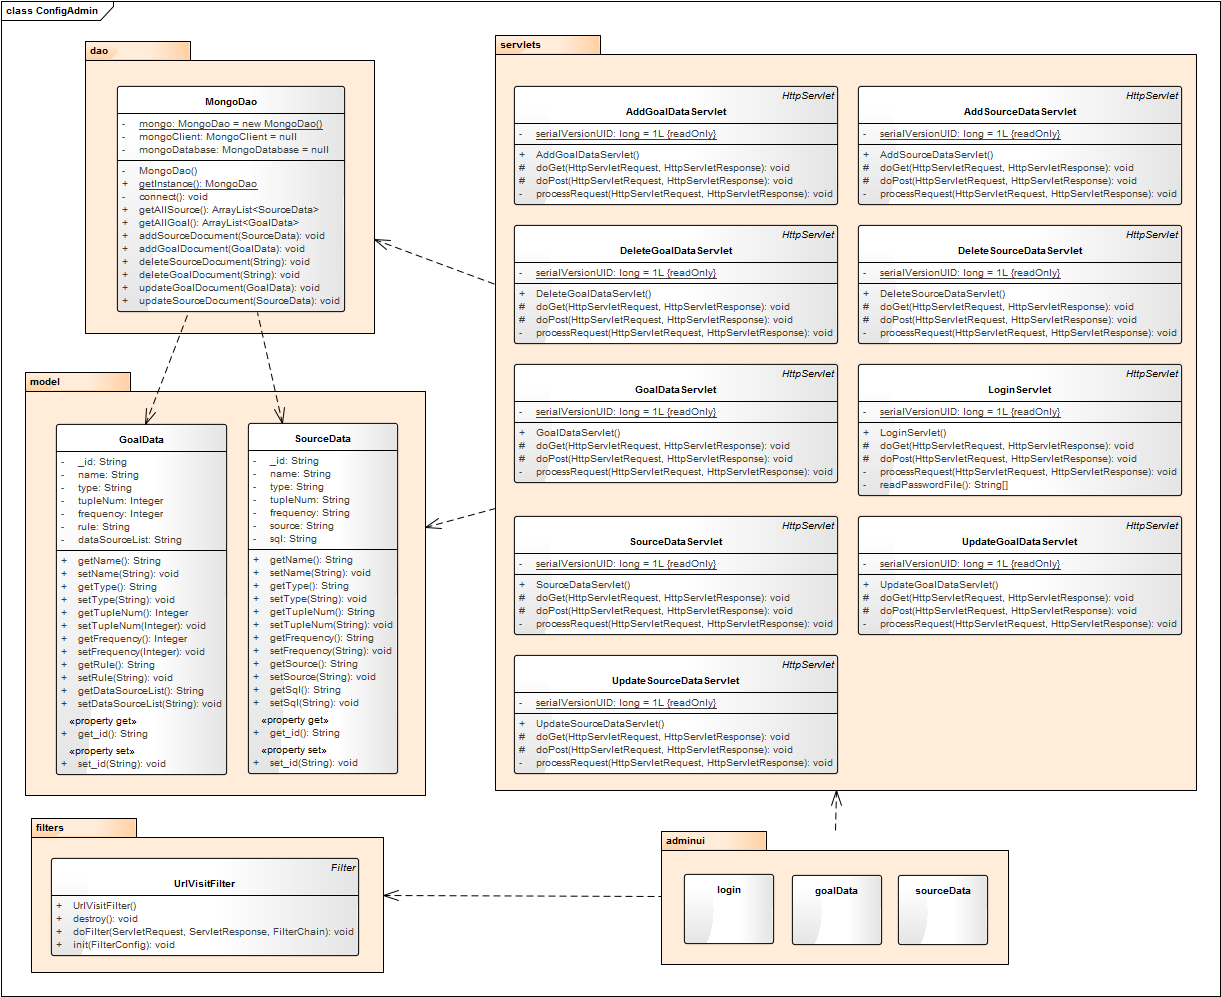 class ConfigAdmin
dao
MongoDao
- mongo: MongoDao = new MongoDao()
- mongoClient: MongoClient = null
- mongoDatabase: MongoDatabase = null
- MongoDao()
+ getInstance(): MongoDao
- connect(): void
+ getAllSource(): ArrayList<SourceData>
+ getAllGoal(): ArrayList<GoalData>
+ addSourceDocument(SourceData): void
+ addGoalDocument(GoalData): void
+ deleteSourceDocument(String): void
+ deleteGoalDocument(String): void
+ updateGoalDocument(GoalData): void
+ updateSourceDocument(SourceData): void
model
GoalData
- _id: String
- name: String
- type: String
- tupleNum: Integer
- frequency: Integer
- rule: String
- dataSourceList: String
+ getName(): String
+ setName(String): void
+ getType(): String
+ setType(String): void
+ getTupleNum(): Integer
+ setTupleNum(Integer): void
+ getFrequency(): Integer
+ setFrequency(Integer): void
+ getRule(): String
+ setRule(String): void
+ getDataSourceList(): String
+ setDataSourceList(String): void
«property get»
+ get_id(): String
«property set»
+ set_id(String): void
SourceData
- _id: String
- name: String
- type: String
- tupleNum: String
- frequency: String
- source: String
- sql: String
+ getName(): String
+ setName(String): void
+ getType(): String
+ setType(String): void
+ getTupleNum(): String
+ setTupleNum(String): void
+ getFrequency(): String
+ setFrequency(String): void
+ getSource(): String
+ setSource(String): void
+ getSql(): String
+ setSql(String): void
«property get»
+ get_id(): String
«property set»
+ set_id(String): void
filters
Filter
UrlVisitFilter
+ UrlVisitFilter()
+ destroy(): void
+ doFilter(ServletRequest, ServletResponse, FilterChain): void
+ init(FilterConfig): void
servlets
HttpServlet
AddGoalDataServlet
- serialVersionUID: long = 1L {readOnly}
+ AddGoalDataServlet()
# doGet(HttpServletRequest, HttpServletResponse): void
# doPost(HttpServletRequest, HttpServletResponse): void
- processRequest(HttpServletRequest, HttpServletResponse): void
HttpServlet
AddSourceDataServlet
- serialVersionUID: long = 1L {readOnly}
+ AddSourceDataServlet()
# doGet(HttpServletRequest, HttpServletResponse): void
# doPost(HttpServletRequest, HttpServletResponse): void
- processRequest(HttpServletRequest, HttpServletResponse): void
HttpServlet
DeleteGoalDataServlet
- serialVersionUID: long = 1L {readOnly}
+ DeleteGoalDataServlet()
# doGet(HttpServletRequest, HttpServletResponse): void
# doPost(HttpServletRequest, HttpServletResponse): void
- processRequest(HttpServletRequest, HttpServletResponse): void
HttpServlet
DeleteSourceDataServlet
- serialVersionUID: long = 1L {readOnly}
+ DeleteSourceDataServlet()
# doGet(HttpServletRequest, HttpServletResponse): void
# doPost(HttpServletRequest, HttpServletResponse): void
- processRequest(HttpServletRequest, HttpServletResponse): void
HttpServlet
GoalDataServlet
- serialVersionUID: long = 1L {readOnly}
+ GoalDataServlet()
# doGet(HttpServletRequest, HttpServletResponse): void
# doPost(HttpServletRequest, HttpServletResponse): void
- processRequest(HttpServletRequest, HttpServletResponse): void
HttpServlet
LoginServlet
- serialVersionUID: long = 1L {readOnly}
+ LoginServlet()
# doGet(HttpServletRequest, HttpServletResponse): void
# doPost(HttpServletRequest, HttpServletResponse): void
- processRequest(HttpServletRequest, HttpServletResponse): void
- readPasswordFile(): String[]
HttpServlet
SourceDataServlet
- serialVersionUID: long = 1L {readOnly}
+ SourceDataServlet()
# doGet(HttpServletRequest, HttpServletResponse): void
# doPost(HttpServletRequest, HttpServletResponse): void
- processRequest(HttpServletRequest, HttpServletResponse): void
HttpServlet
UpdateGoalDataServlet
- serialVersionUID: long = 1L {readOnly}
+ UpdateGoalDataServlet()
# doGet(HttpServletRequest, HttpServletResponse): void
# doPost(HttpServletRequest, HttpServletResponse): void
- processRequest(HttpServletRequest, HttpServletResponse): void
HttpServlet
UpdateSourceDataServlet
- serialVersionUID: long = 1L {readOnly}
+ UpdateSourceDataServlet()
# doGet(HttpServletRequest, HttpServletResponse): void
# doPost(HttpServletRequest, HttpServletResponse): void
- processRequest(HttpServletRequest, HttpServletResponse): void
adminui
login
goalData
sourceData